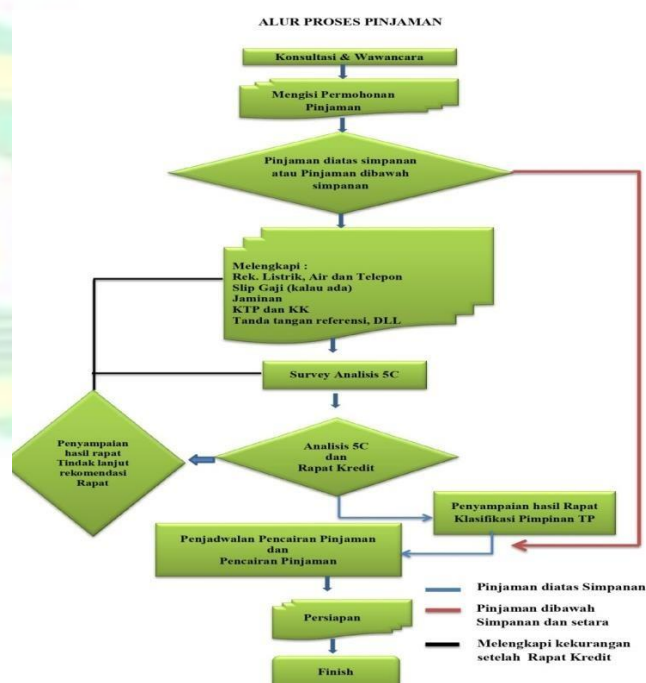 ALUR PROSES PINJAMAN
Konsultasi & Wawancara
Mengisi Permohonan
Pinjaman
Pinjaman diatas simpanan
atau Pinjaman dibawah
simpanan
Melengkapi :
Rek. Listrik, Air dan Telepon
Slip Gaji (kalau ada)
Jaminan
KTP dan KK
Tanda tangan referensi, DLL
Survey Analisis 5C
Penyampaian
hasil rapat
Tindak lanjut
rekomendasi
Rapat
Analisis 5C
dan
Rapat Kredit
Penyampaian hasil Rapat
Klasifikasi Pimpinan TP
Penjadwalan Pencairan Pinjaman
dan
Pencairan Pinjaman
Persiapan
Finish
Pinjaman diatas Simpanan
Pinjaman dibawah
Simpanan dan setara
Melengkapi kekurangan
setelah Rapat Kredit